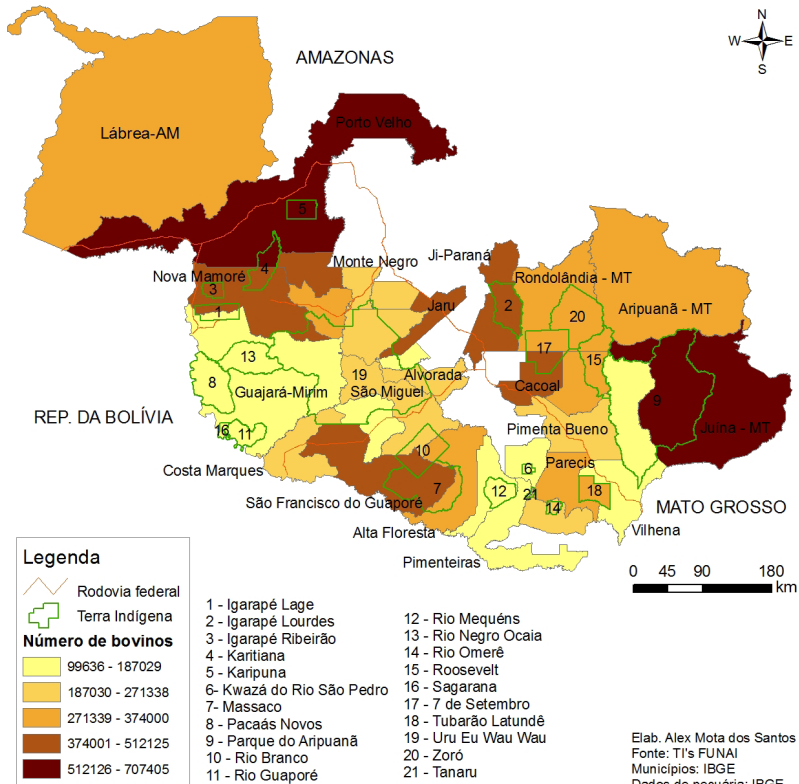 N
W E
S
AMAZONAS
Porto Velho
Lábrea-AM
5
Nova Mamoré
4
Monte Negro
Ji-Paraná
Rondolândia - MT
3
1
Jaru
2
20
Aripuanã - MT
13
17
15
8
Guajará-Mirim
19
Alvorada
São Miguel
Cacoal
9
REP. DA BOLÍVIA
16
11
Pimenta Bueno
Juína - MT
10
Costa Marques
6
Parecis
7
12
21
18
São Francisco do Guaporé
14
MATO GROSSO
Alta Floresta
Vilhena
Pimenteiras
0 45 90 180
km
Legenda
Rodovia federal
Terra Indígena
Número de bovinos
99636 - 187029
187030 - 271338
271339 - 374000
374001 - 512125
512126 - 707405
1 - Igarapé Lage
2 - Igarapé Lourdes
3 - Igarapé Ribeirão
4 - Karitiana
5 - Karipuna
6- Kwazá do Rio São Pedro
7- Massaco
8 - Pacaás Novos
9 - Parque do Aripuanã
10 - Rio Branco
11 - Rio Guaporé
12 - Rio Mequéns
13 - Rio Negro Ocaia
14 - Rio Omerê
15 - Roosevelt
16 - Sagarana
17 - 7 de Setembro
18 - Tubarão Latundê
19 - Uru Eu Wau Wau
20 - Zoró
21 - Tanaru
Elab. Alex Mota dos Santos
Fonte: TI's FUNAI
Municípios: IBGE
Dados de pecuária: IBGE